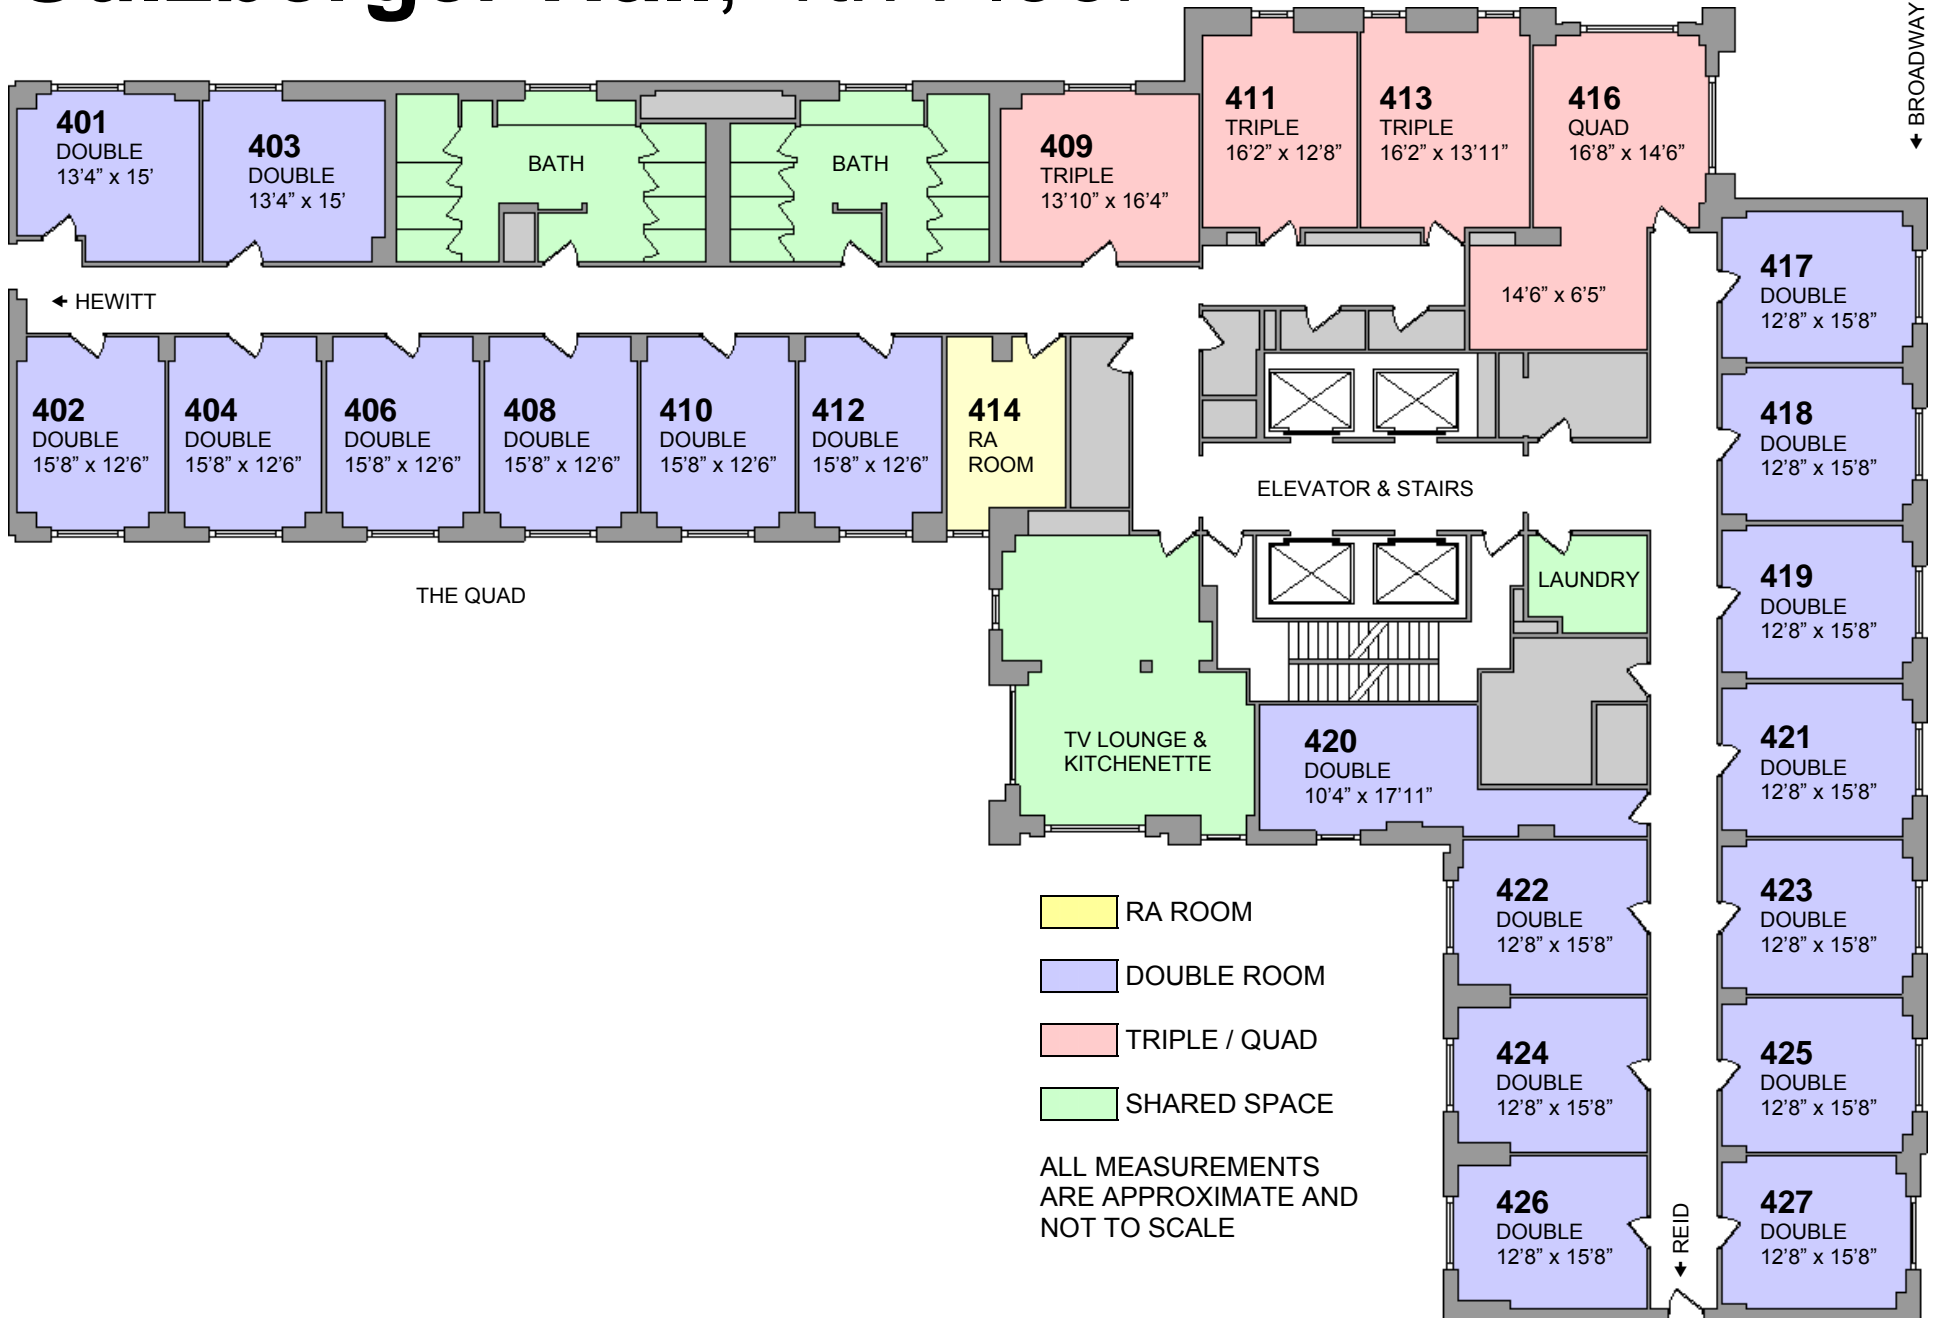 ← BROADWAY
401
DOUBLE
13'4" x 15'
403
DOUBLE
13'4" x 15'
BATH
BATH
409
TRIPLE
13'10" x 16'4"
411
TRIPLE
16'2" x 12'8"
413
TRIPLE
16'2" x 13'11"
416
QUAD
16'8" x 14'6"
14'6" x 6'5"
← HEWITT
402
DOUBLE
15'8" x 12'6"
404
DOUBLE
15'8" x 12'6"
406
DOUBLE
15'8" x 12'6"
408
DOUBLE
15'8" x 12'6"
410
DOUBLE
15'8" x 12'6"
412
DOUBLE
15'8" x 12'6"
414
RA
ROOM
417
DOUBLE
12'8" x 15'8"
418
DOUBLE
12'8" x 15'8"
ELEVATOR & STAIRS
THE QUAD
LAUNDRY
419
DOUBLE
12'8" x 15'8"
TV LOUNGE &
KITCHENETTE
420
DOUBLE
10'4" x 17'11"
421
DOUBLE
12'8" x 15'8"
422
DOUBLE
12'8" x 15'8"
423
DOUBLE
12'8" x 15'8"
424
DOUBLE
12'8" x 15'8"
425
DOUBLE
12'8" x 15'8"
426
DOUBLE
12'8" x 15'8"
427
DOUBLE
12'8" x 15'8"
← REID
RA ROOM
DOUBLE ROOM
TRIPLE / QUAD
SHARED SPACE
ALL MEASUREMENTS
ARE APPROXIMATE AND
NOT TO SCALE